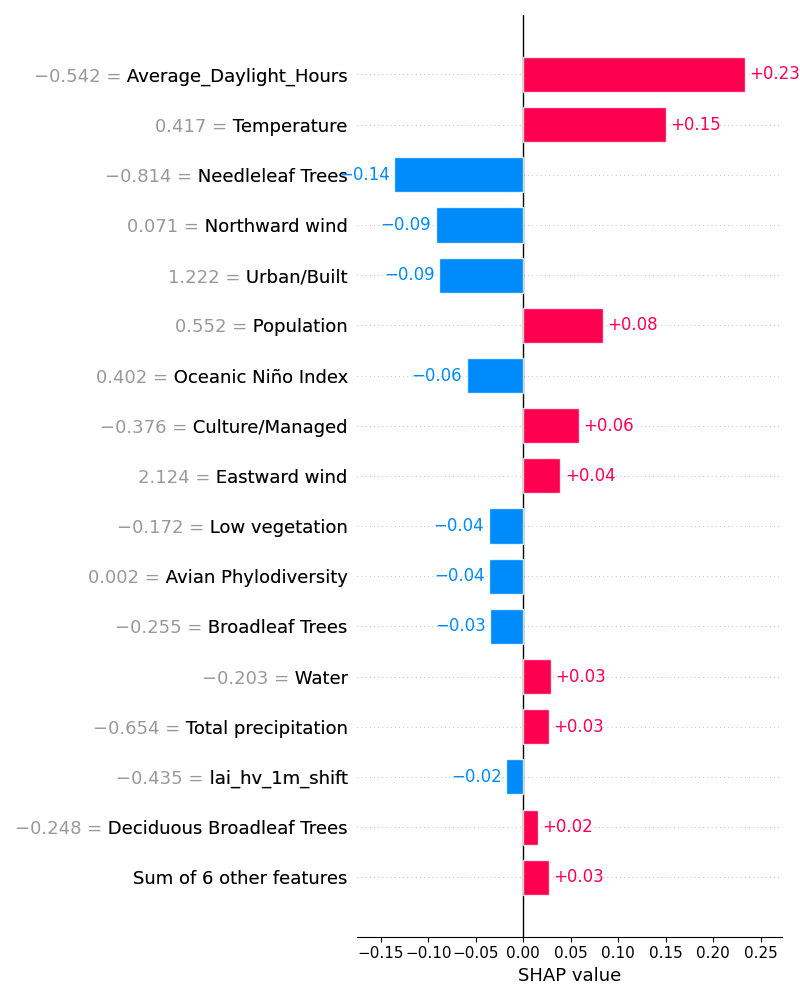 −0.542 = Average_Daylight_Hours +0.23
0.417 = Temperature +0.15
−0.814 = Needleleaf Trees −0.14
0.071 = Northward wind −0.09
1.222 = Urban/Built −0.09
0.552 = Population +0.08
0.402 = Oceanic Niño Index −0.06
−0.376 = Culture/Managed +0.06
2.124 = Eastward wind +0.04
−0.172 = Low vegetation −0.04
0.002 = Avian Phylodiversity −0.04
−0.255 = Broadleaf Trees −0.03
−0.203 = Water +0.03
−0.654 = Total precipitation +0.03
−0.435 = lai_hv_1m_shift −0.02
−0.248 = Deciduous Broadleaf Trees +0.02
Sum of 6 other features +0.03
−0.15 −0.10 −0.05 0.00 0.05 0.10 0.15 0.20 0.25
SHAP value